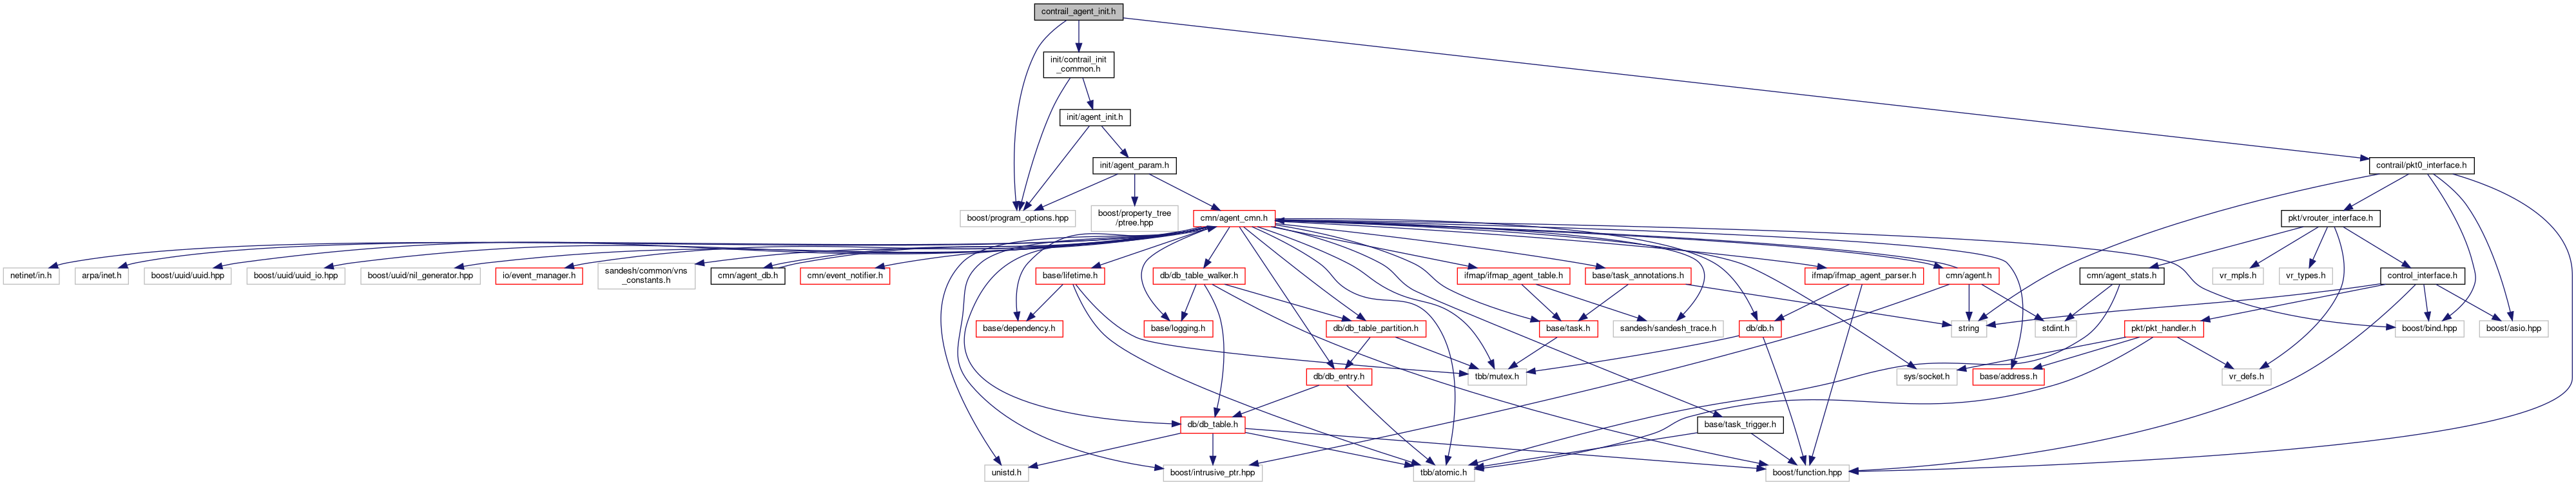 contrail_agent_init.h
init/contrail_init
_common.h
init/agent_init.h
init/agent_param.h
contrail/pkt0_interface.h
boost/program_options.hpp
boost/property_tree
/ptree.hpp
cmn/agent_cmn.h
pkt/vrouter_interface.h
netinet/in.h
arpa/inet.h
boost/uuid/uuid.hpp
boost/uuid/uuid_io.hpp
boost/uuid/nil_generator.hpp
io/event_manager.h
sandesh/common/vns
_constants.h
cmn/agent_db.h
cmn/event_notifier.h
base/lifetime.h
db/db_table_walker.h
ifmap/ifmap_agent_table.h
base/task_annotations.h
ifmap/ifmap_agent_parser.h
cmn/agent.h
cmn/agent_stats.h
vr_mpls.h
vr_types.h
control_interface.h
base/dependency.h
base/logging.h
db/db_table_partition.h
base/task.h
sandesh/sandesh_trace.h
db/db.h
string
stdint.h
pkt/pkt_handler.h
boost/bind.hpp
boost/asio.hpp
db/db_entry.h
tbb/mutex.h
sys/socket.h
base/address.h
vr_defs.h
db/db_table.h
base/task_trigger.h
unistd.h
boost/intrusive_ptr.hpp
tbb/atomic.h
boost/function.hpp